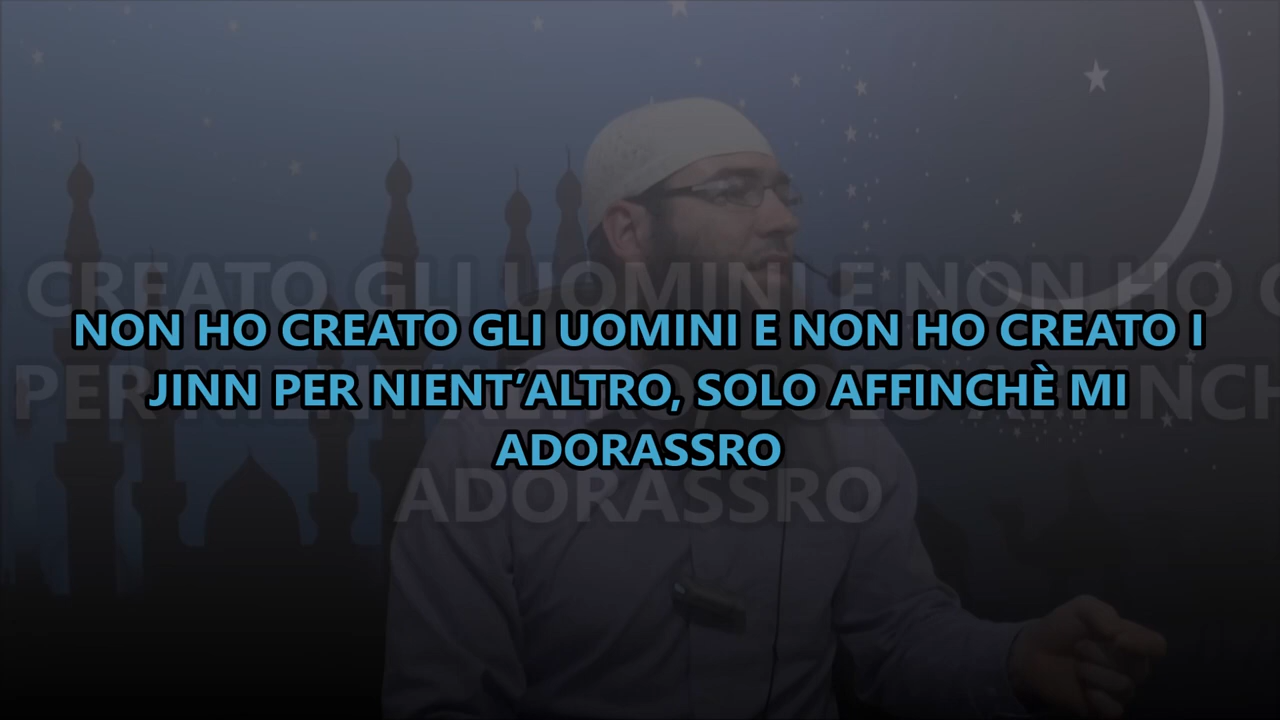 NON HO CREATO GLI UOMINI E NON HO CREATO I
JINN PER NIENT’ALTRO, SOLO AFFINCHÈ MI
ADORASSRO